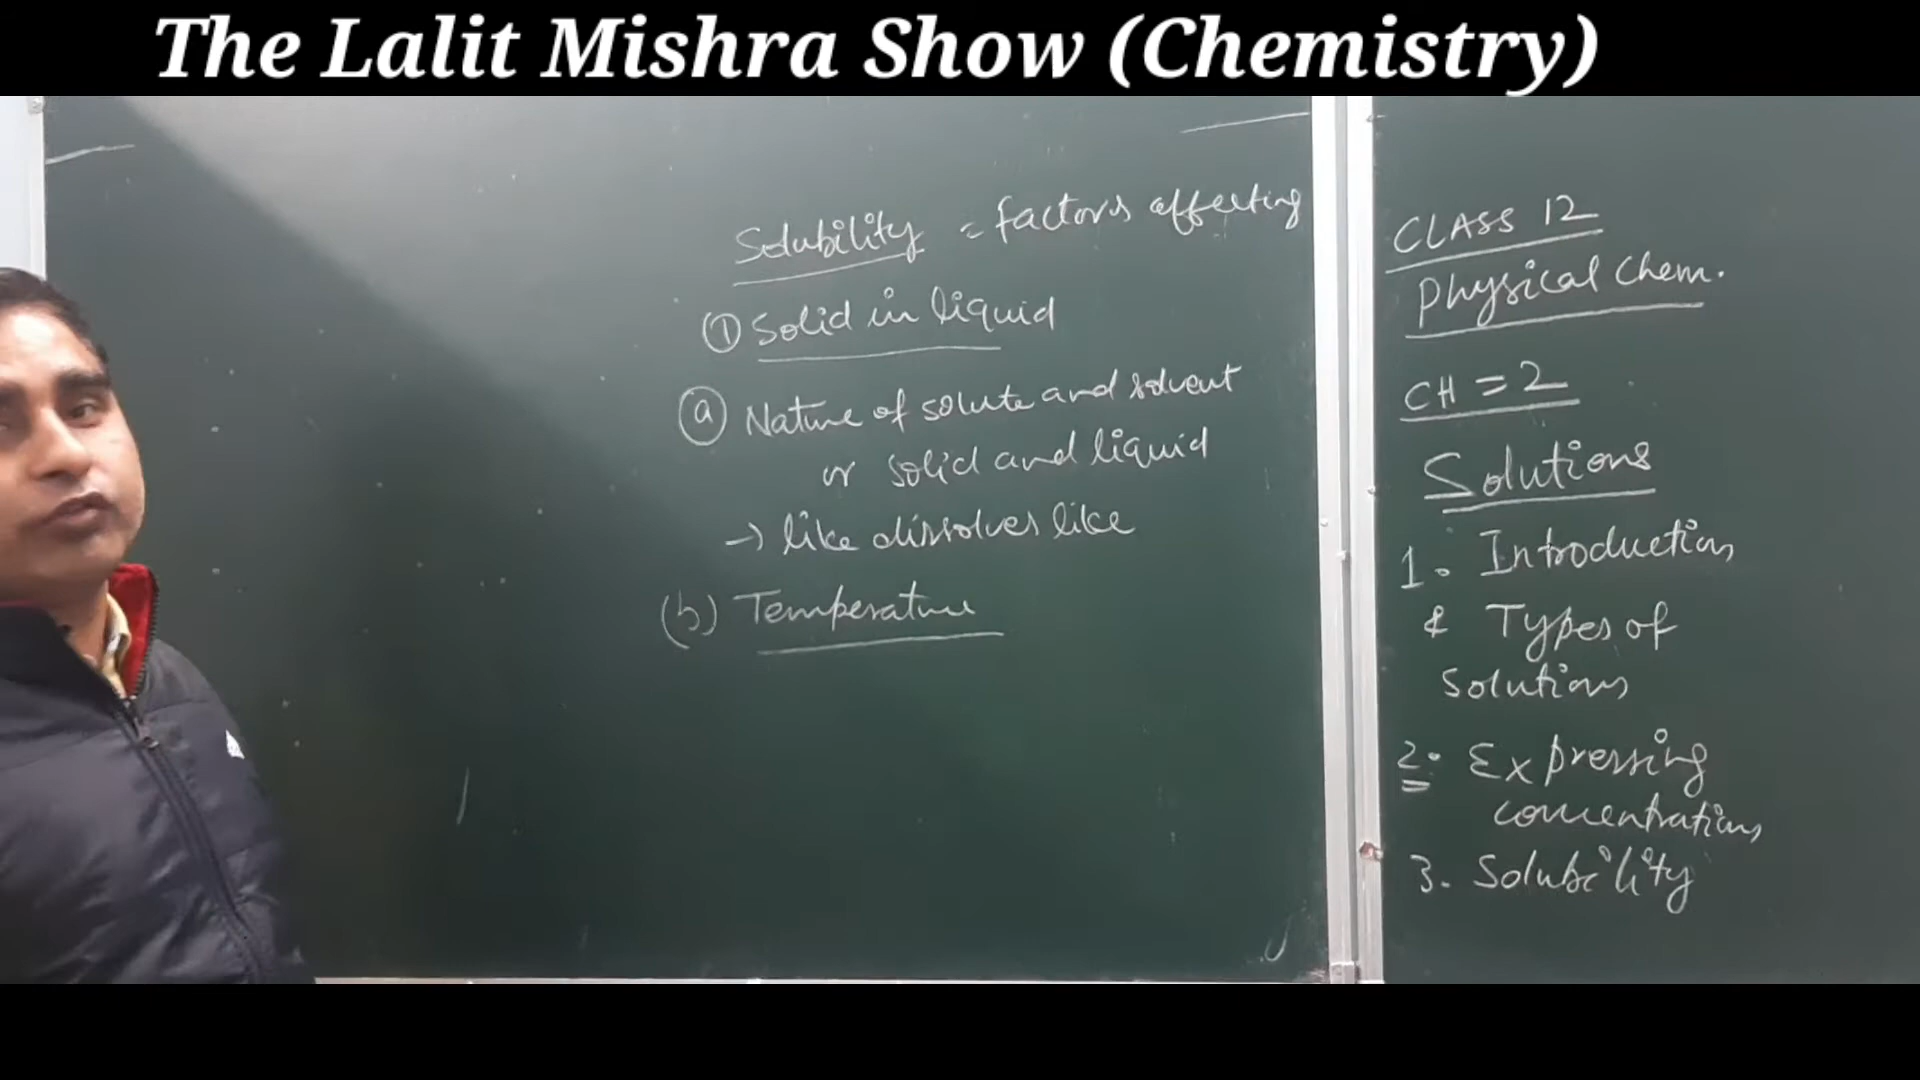 The Lalit Mishra Show (Chemistry)
Solubility = factors affecting
① Solid in liquid
ⓐ Nature of solute and solvent
or solid and liquid
→ like dissolves like
(b) Temperature
CLASS 12
Physical Chem.
CH = 2
Solutions
1. Introduction
& Types of
Solutions
2. Expressing
concentration
3. Solubility